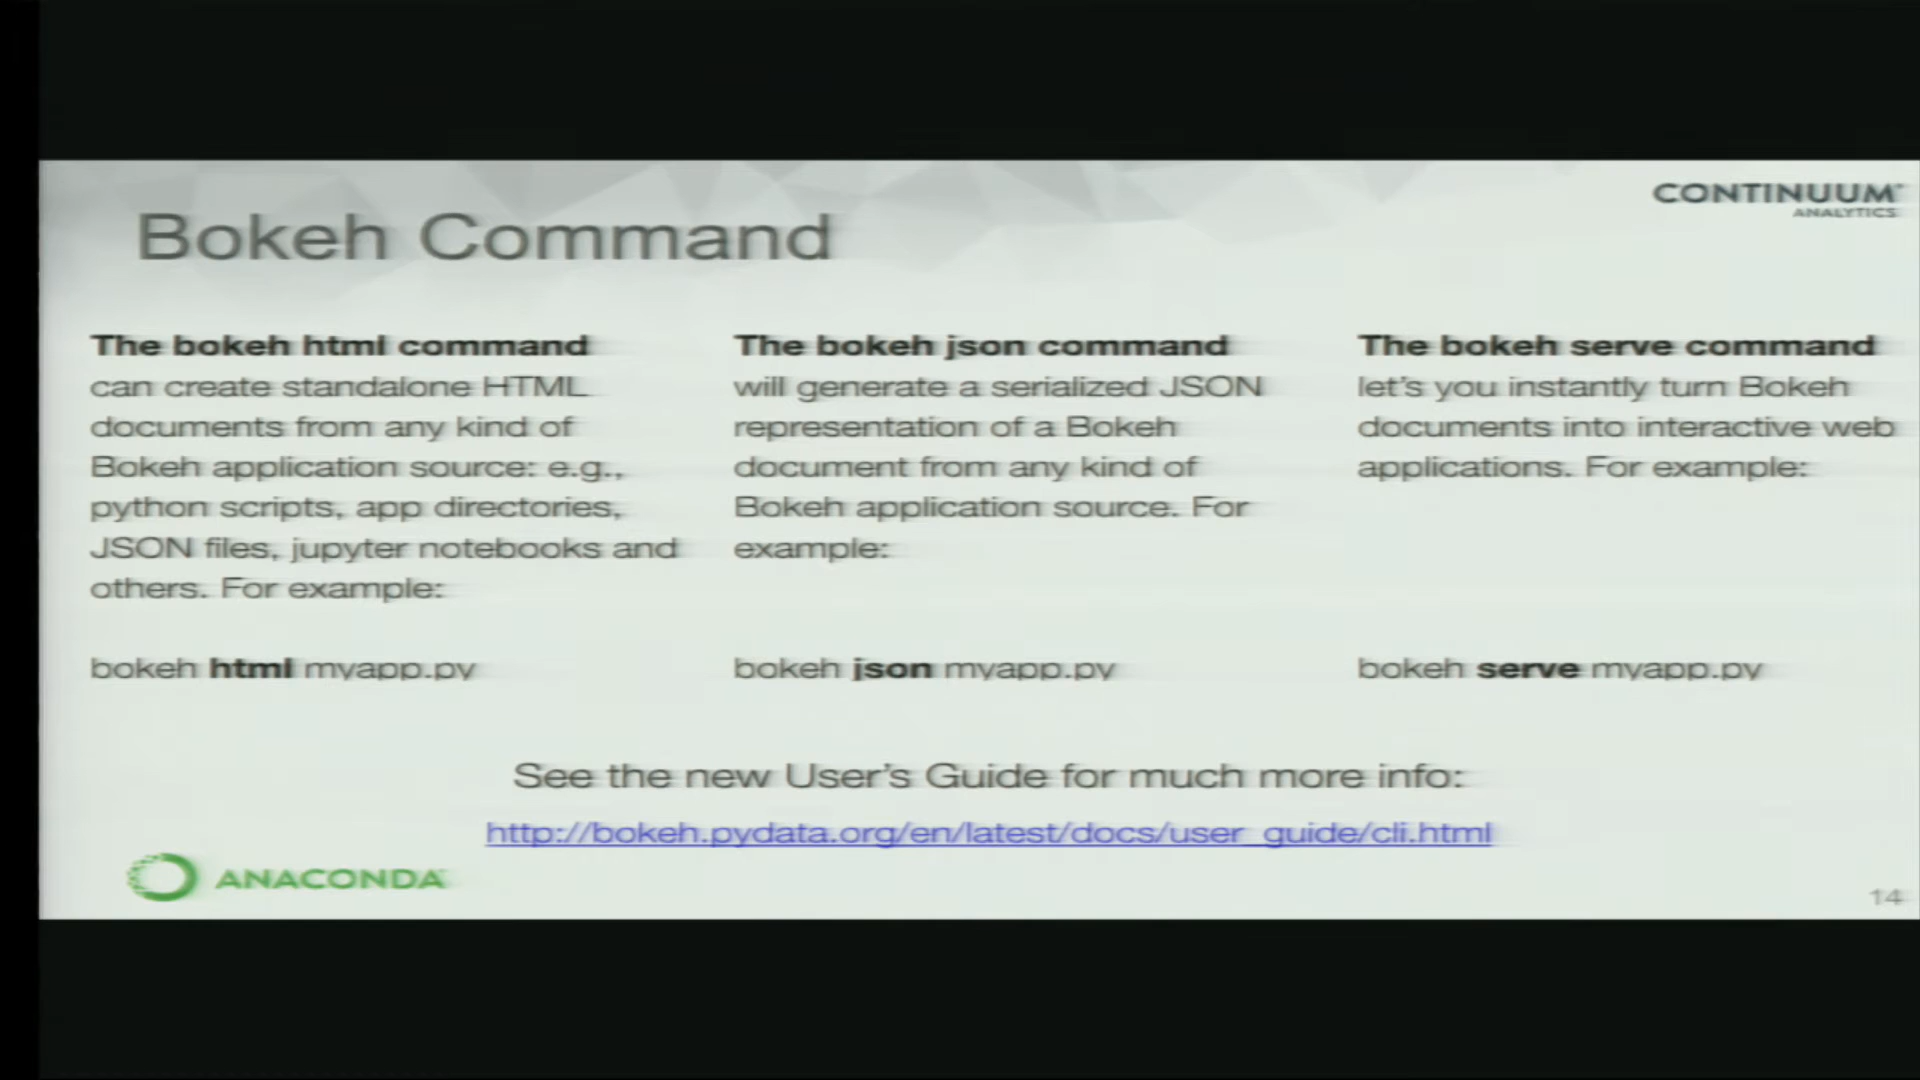 CONTINUUM
ANALYTICS
Bokeh Command
The bokeh html command
can create standalone HTML
documents from any kind of
Bokeh application source: e.g.,
python scripts, app directories,
JSON files, jupyter notebooks and
others. For example:
bokeh html myapp.py
The bokeh json command
will generate a serialized JSON
representation of a Bokeh
document from any kind of
Bokeh application source. For
example:
bokeh json myapp.py
The bokeh serve command
let's you instantly turn Bokeh
documents into interactive web
applications. For example:
bokeh serve myapp.py
See the new User's Guide for much more info:
http://bokeh.pydata.org/en/latest/docs/user_guide/cli.html
ANACONDA
14